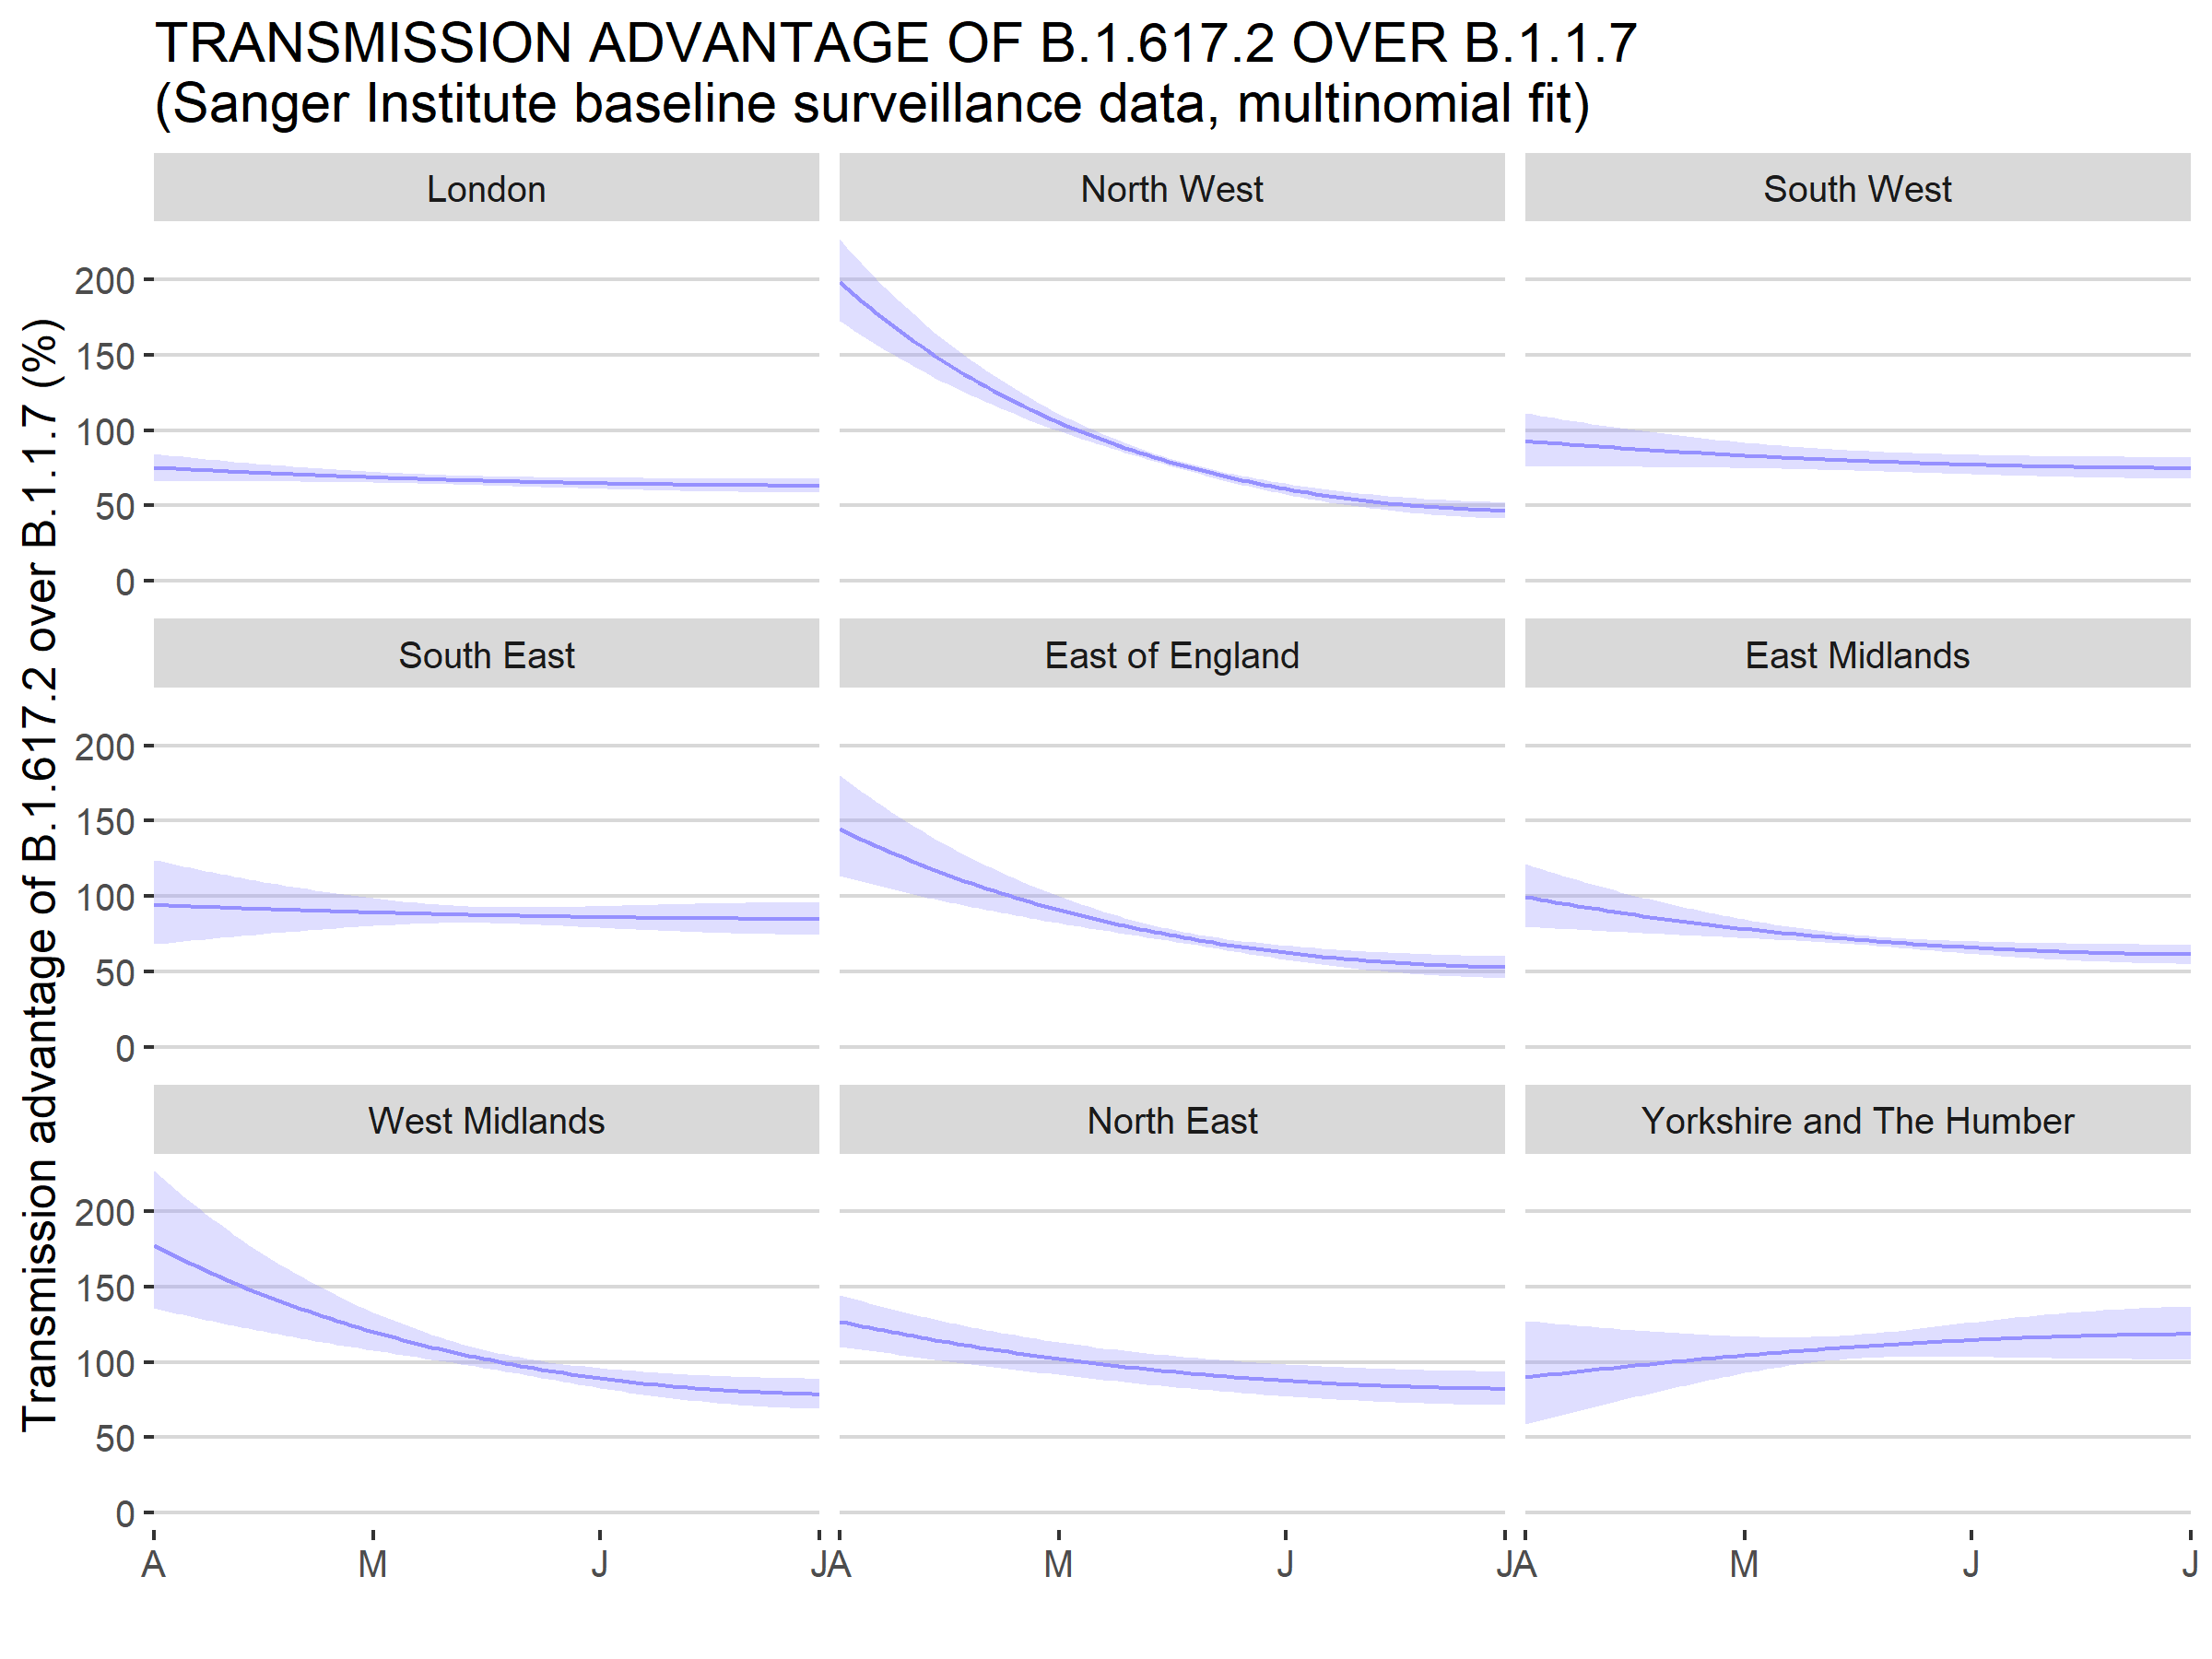 TRANSMISSION ADVANTAGE OF B.1.617.2 OVER B.1.1.7
(Sanger Institute baseline surveillance data, multinomial fit)
Transmission advantage of B.1.617.2 over B.1.1.7 (%)
London
North West
South West
200
150
100
50
0
South East
East of England
East Midlands
200
150
100
50
0
West Midlands
North East
Yorkshire and The Humber
200
150
100
50
0
A M J J A M J J A M J J